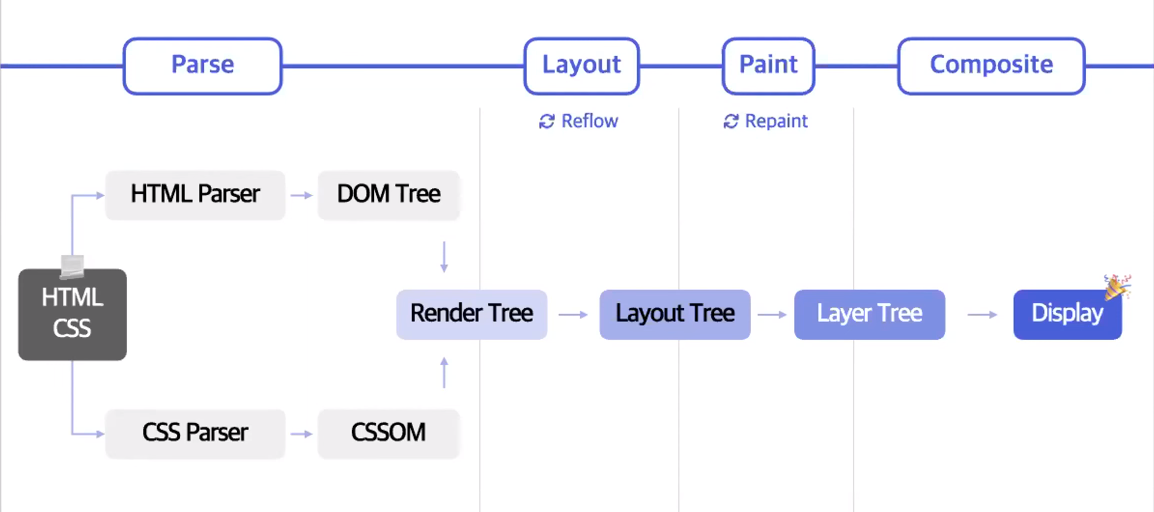 Parse
Layout
Paint
Composite
Reflow
Repaint
HTML Parser
DOM Tree
HTML
CSS
Render Tree
Layout Tree
Layer Tree
Display
CSS Parser
CSSOM